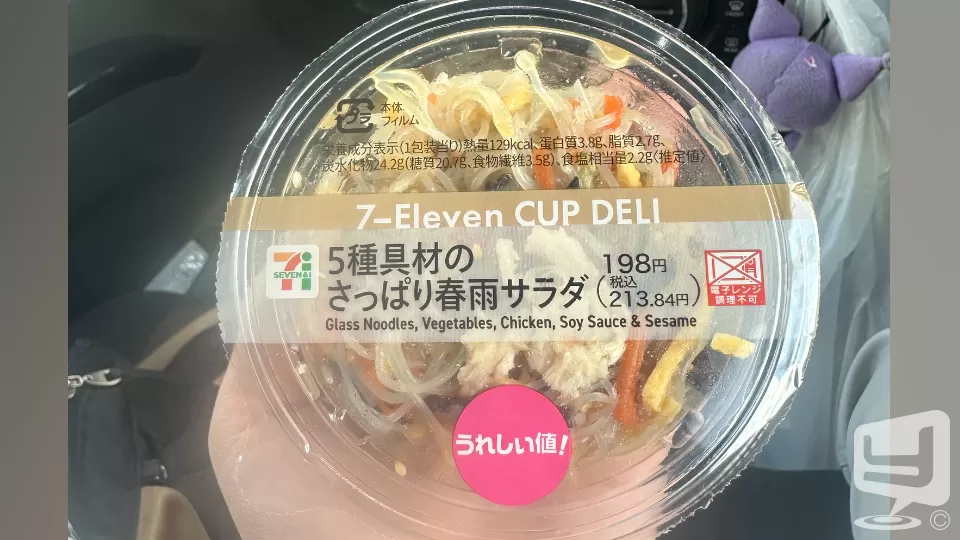 プラ
本体
フィルム
栄養成分表示(1包装当り)熱量129kcal、蛋白質3.8g、脂質2.7g、
炭水化物24.2g(糖質20.7g、食物繊維3.5g)、食塩相当量2.2g〈推定値〉
7-Eleven CUP DELI
SEVEN&i
5種具材の
さっぱり春雨サラダ
198円
(税込213.84円)
電子レンジ
調理不可
Glass Noodles, Vegetables, Chicken, Soy Sauce & Sesame
うれしい値!
y
©